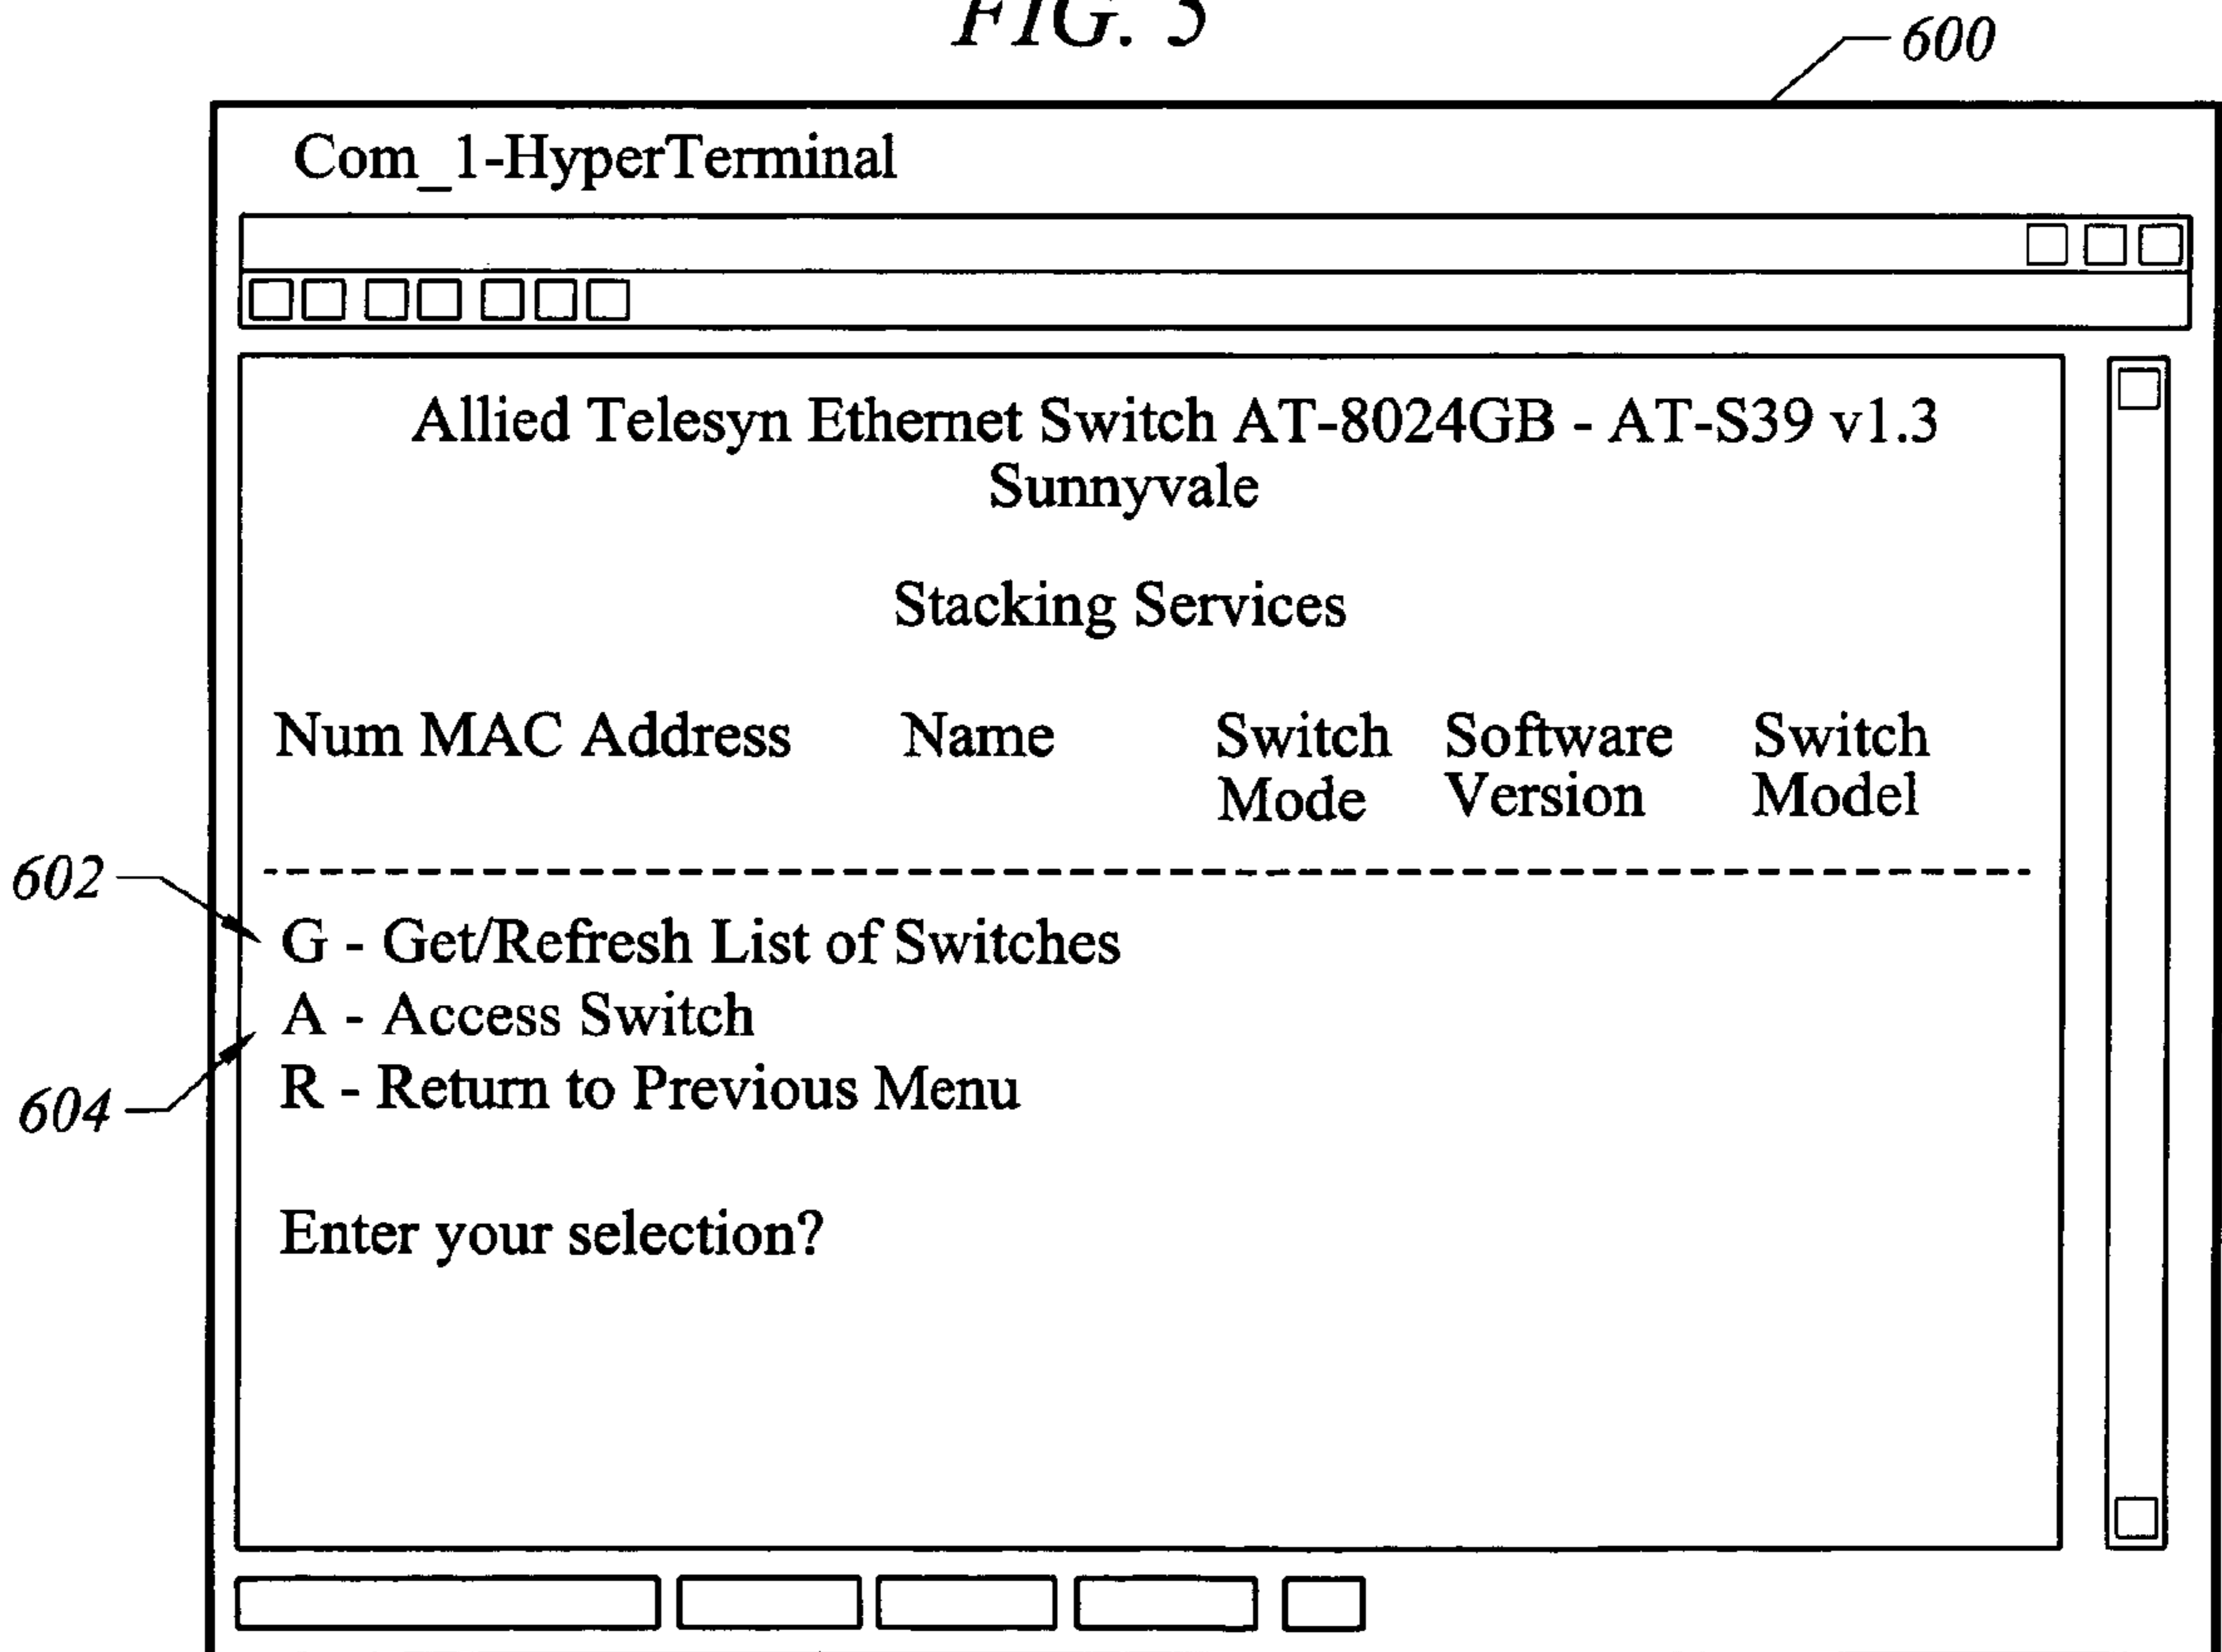 FIG. 5
600
Com_1-HyperTerminal
Allied Telesyn Ethernet Switch AT-8024GB - AT-S39 v1.3
Sunnyvale
Stacking Services
Num MAC Address Name Switch Software Switch
Mode Version Model
602
G - Get/Refresh List of Switches
A - Access Switch
604
R - Return to Previous Menu
Enter your selection?